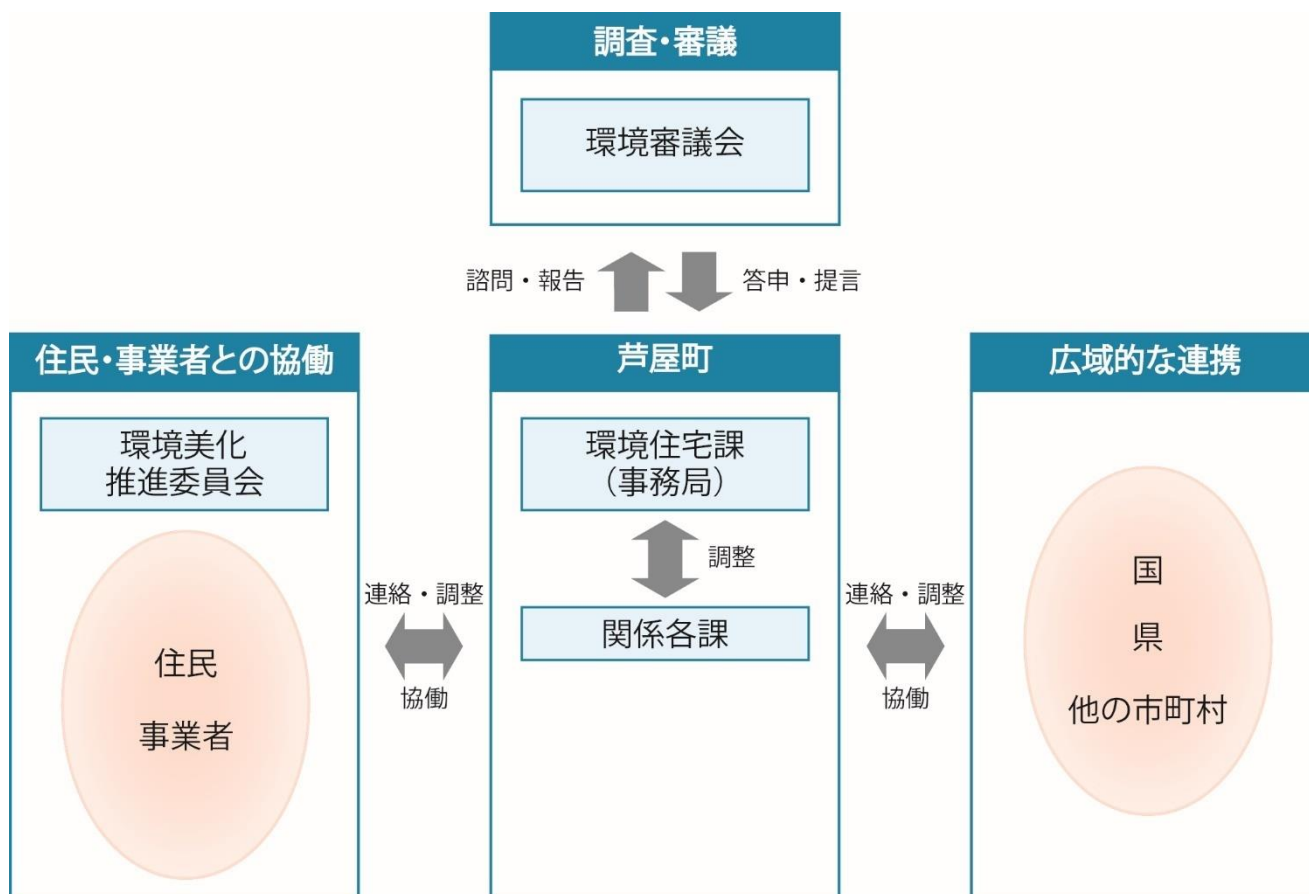 調査・審議
環境審議会
諮問・報告
答申・提言
住民・事業者との協働
環境美化
推進委員会
住民
事業者
連絡・調整
協働
芦屋町
環境住宅課
（事務局）
調整
関係各課
連絡・調整
協働
広域的な連携
国
県
他の市町村